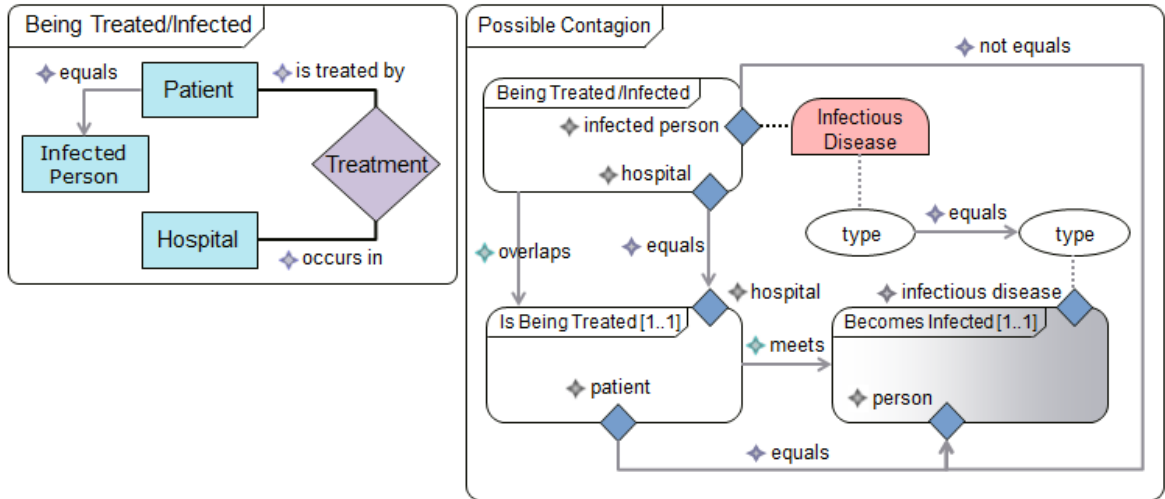 Being Treated/Infected
equals
is treated by
Patient
Infected
Person
Treatment
Hospital
occurs in
Possible Contagion
not equals
Being Treated/Infected
infected person
Infectious
Disease
hospital
type
equals
type
overlaps
equals
hospital
infectious disease
Is Being Treated [1..1]
Becomes Infected [1..1]
meets
patient
person
equals